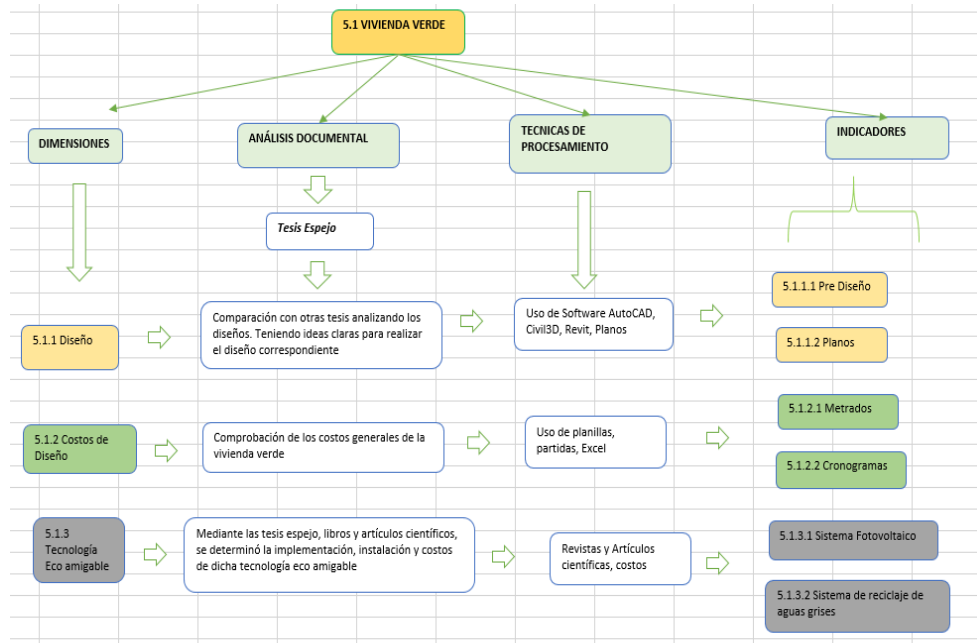 5.1 VIVIENDA VERDE
DIMENSIONES
ANÁLISIS DOCUMENTAL
TECNICAS DE
PROCESAMIENTO
INDICADORES
Tesis Espejo
5.1.1 Diseño
Comparación con otras tesis analizando los
diseños. Teniendo ideas claras para realizar
el diseño correspondiente
Uso de Software AutoCAD,
Civil3D, Revit, Planos
5.1.1.1 Pre Diseño
5.1.1.2 Planos
5.1.2 Costos de
Diseño
Comprobación de los costos generales de la
vivienda verde
Uso de planillas,
partidas, Excel
5.1.2.1 Metrados
5.1.2.2 Cronogramas
5.1.3
Tecnología
Eco amigable
Mediante las tesis espejo, libros y artículos científicos,
se determinó la implementación, instalación y costos
de dicha tecnología eco amigable
Revistas y Artículos
científicas, costos
5.1.3.1 Sistema Fotovoltaico
5.1.3.2 Sistema de reciclaje de
aguas grises